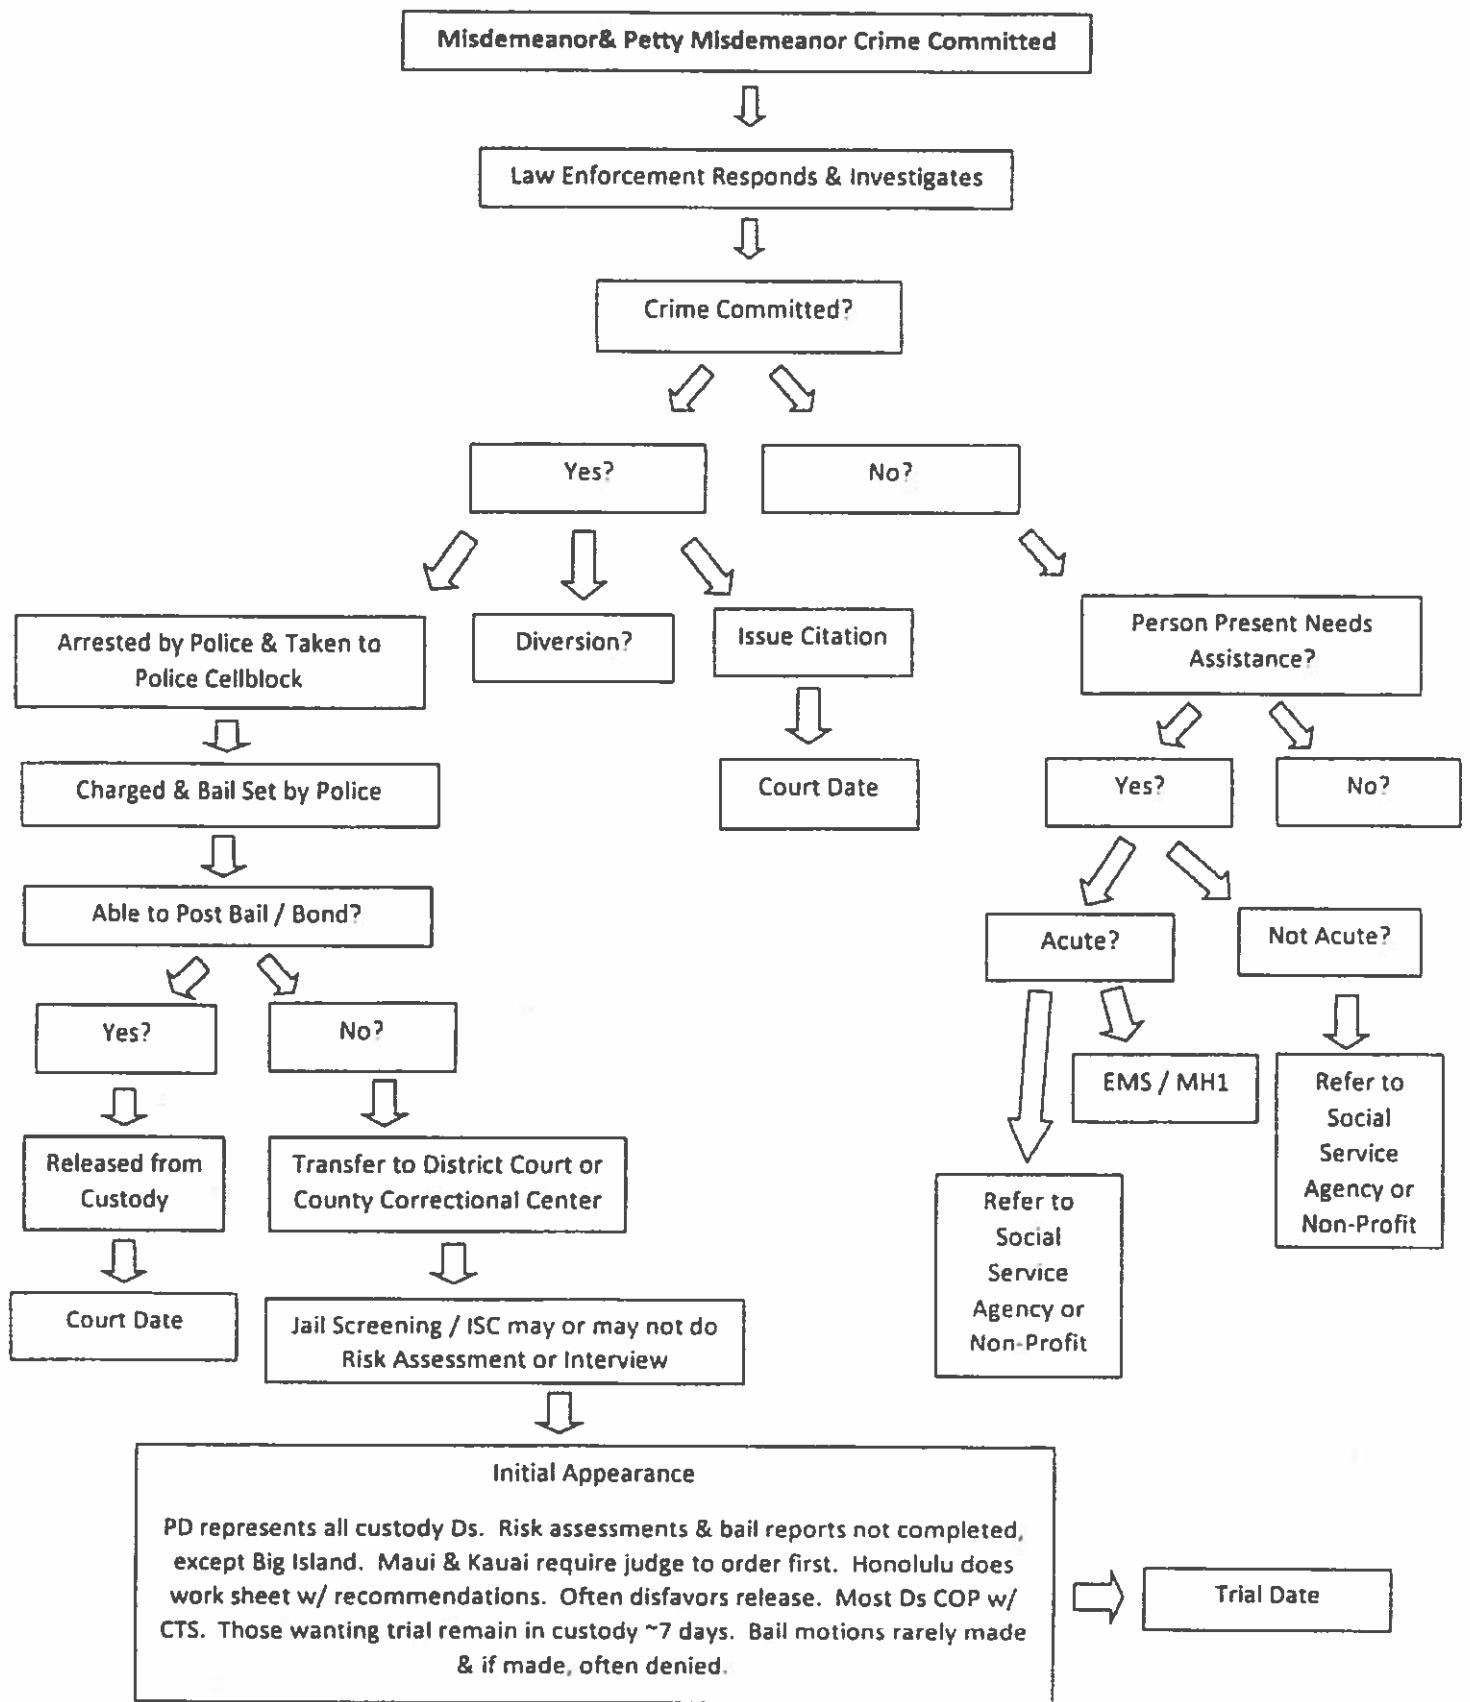 Misdemeanor& Petty Misdemeanor Crime Committed
Law Enforcement Responds & Investigates
Crime Committed?
Yes?
No?
Arrested by Police & Taken to
Police Cellblock
Diversion?
Issue Citation
Person Present Needs
Assistance?
Charged & Bail Set by Police
Court Date
Yes?
No?
Able to Post Bail / Bond?
Acute?
Not Acute?
Yes?
No?
EMS / MH1
Refer to
Social
Service
Agency or
Non-Profit
Released from
Custody
Transfer to District Court or
County Correctional Center
Refer to
Social
Service
Agency or
Non-Profit
Court Date
Jail Screening / ISC may or may not do
Risk Assessment or Interview
Initial Appearance
PD represents all custody Ds. Risk assessments & bail reports not completed,
except Big Island. Maui & Kauai require judge to order first. Honolulu does
work sheet w/ recommendations. Often disfavors release. Most Ds COP w/
CTS. Those wanting trial remain in custody ~7 days. Bail motions rarely made
& if made, often denied.
Trial Date